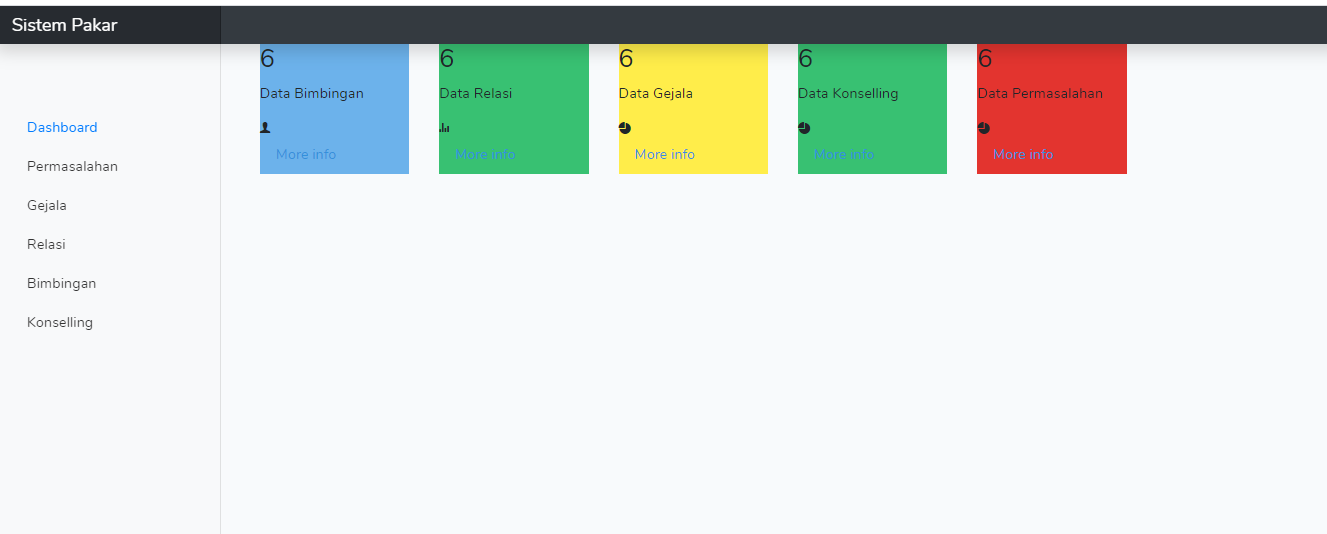 Sistem Pakar
Dashboard
Permasalahan
Gejala
Relasi
Bimbingan
Konselling
6
Data Bimbingan
More info
6
Data Relasi
More info
6
Data Gejala
More info
6
Data Konselling
More info
6
Data Permasalahan
More info